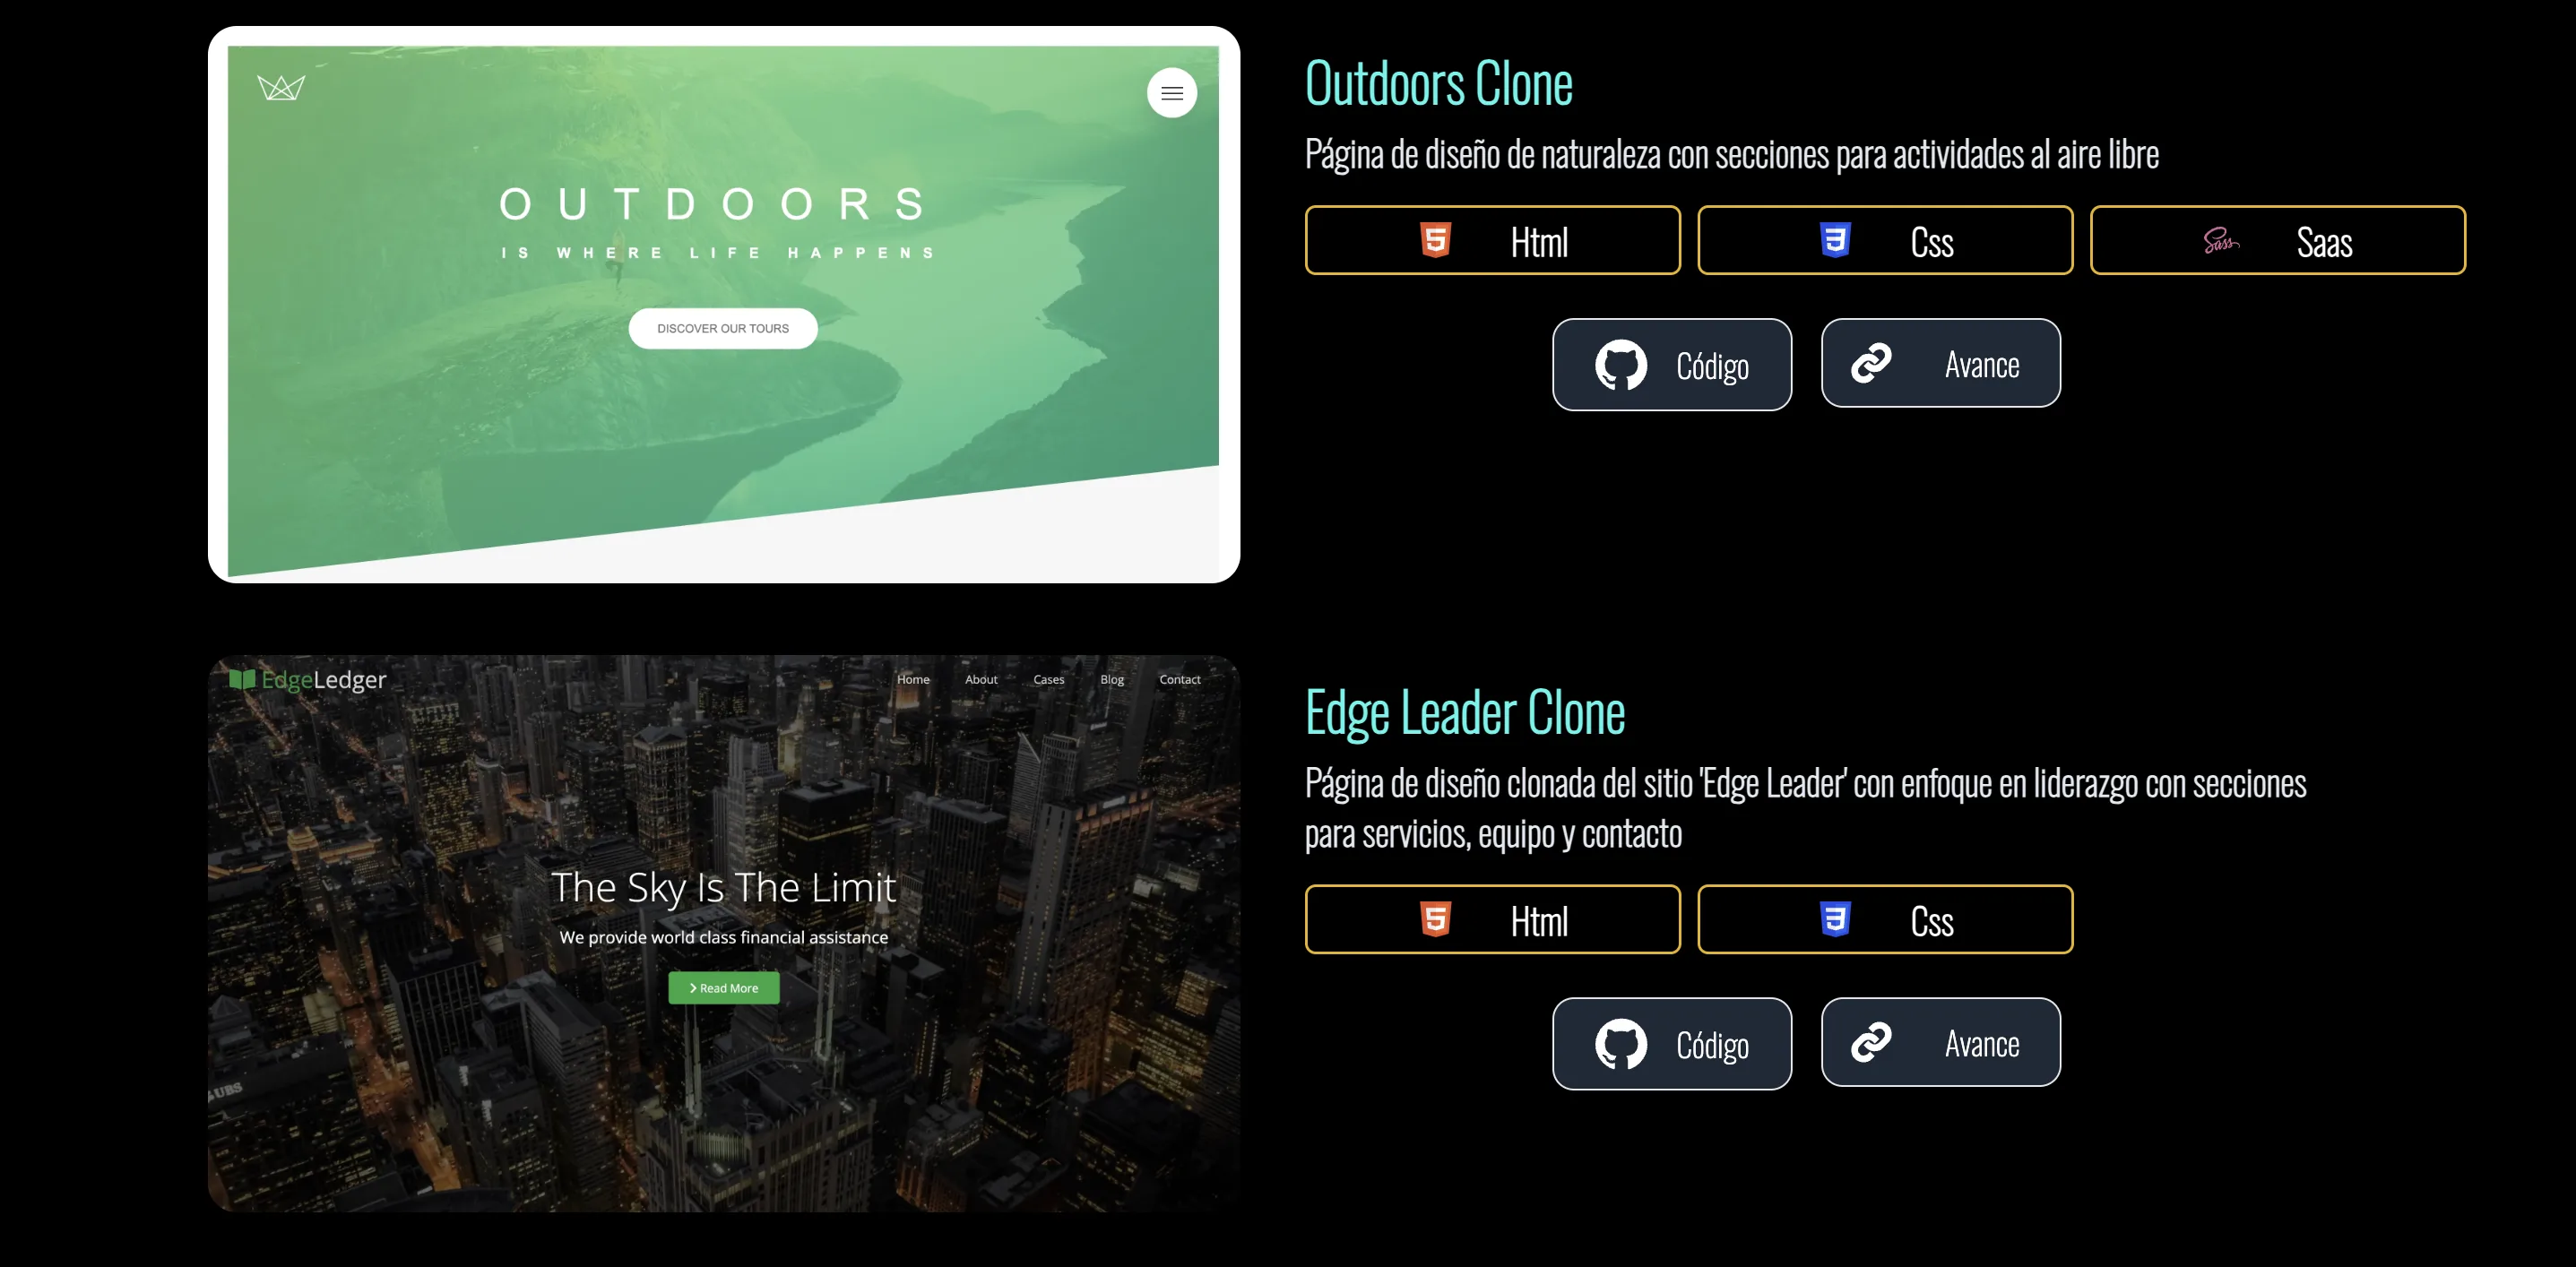 OUTDOORS
IS WHERE LIFE HAPPENS
DISCOVER OUR TOURS
Outdoors Clone
Página de diseño de naturaleza con secciones para actividades al aire libre
Html Css Sass Saas
Código Avance
EdgeLedger Home About Cases Blog Contact
The Sky Is The Limit
We provide world class financial assistance
Read More
UBS
Edge Leader Clone
Página de diseño clonada del sitio 'Edge Leader' con enfoque en liderazgo con secciones
para servicios, equipo y contacto
Html Css
Código Avance